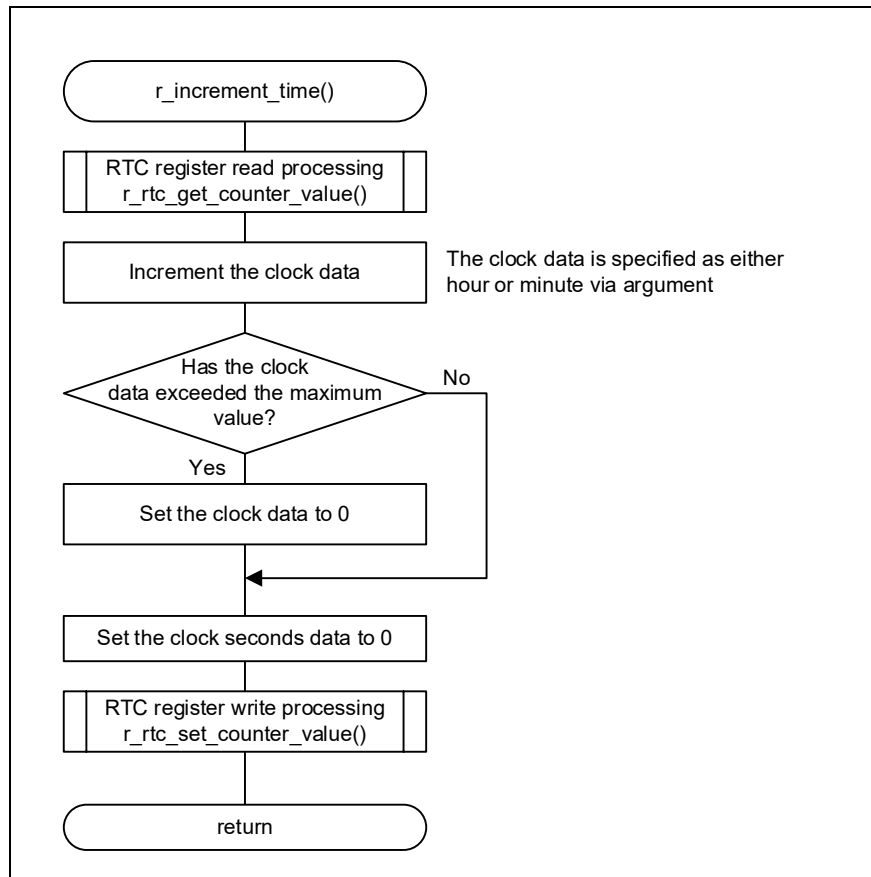 r_increment_time()
RTC register read processing
r_rtc_get_counter_value()
Increment the clock data
The clock data is specified as either
hour or minute via argument
Has the clock
data exceeded the maximum
value?
No
Yes
Set the clock data to 0
Set the clock seconds data to 0
RTC register write processing
r_rtc_set_counter_value()
return